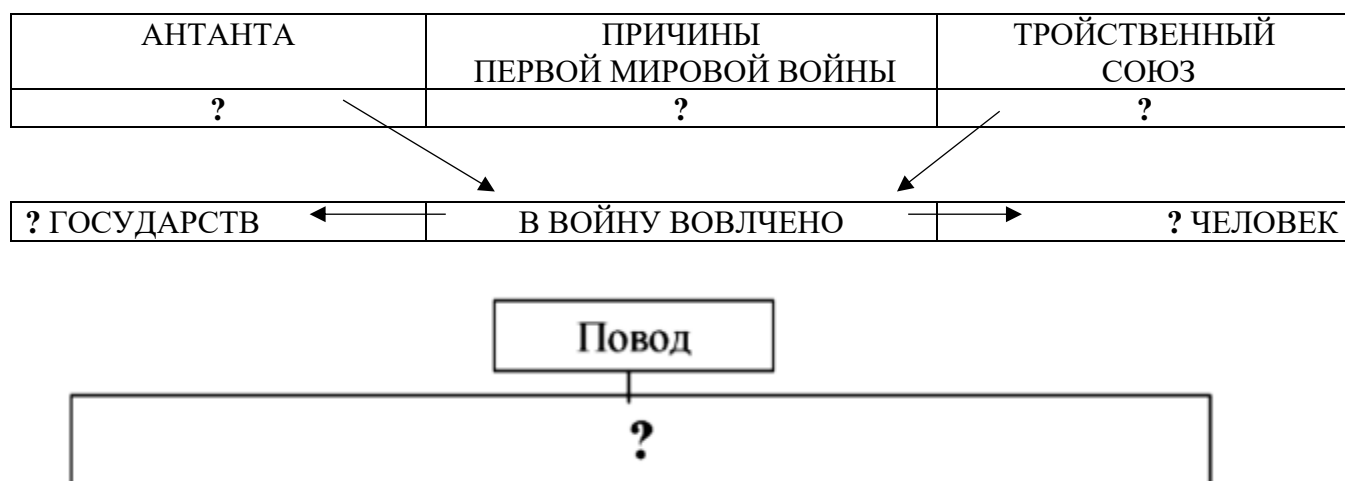 АНТАНТА
ПРИЧИНЫ
ПЕРВОЙ МИРОВОЙ ВОЙНЫ
ТРОЙСТВЕННЫЙ
СОЮЗ
?
?
?
? ГОСУДАРСТВ
В ВОЙНУ ВОВЛЧЕНО
? ЧЕЛОВЕК
Повод
?